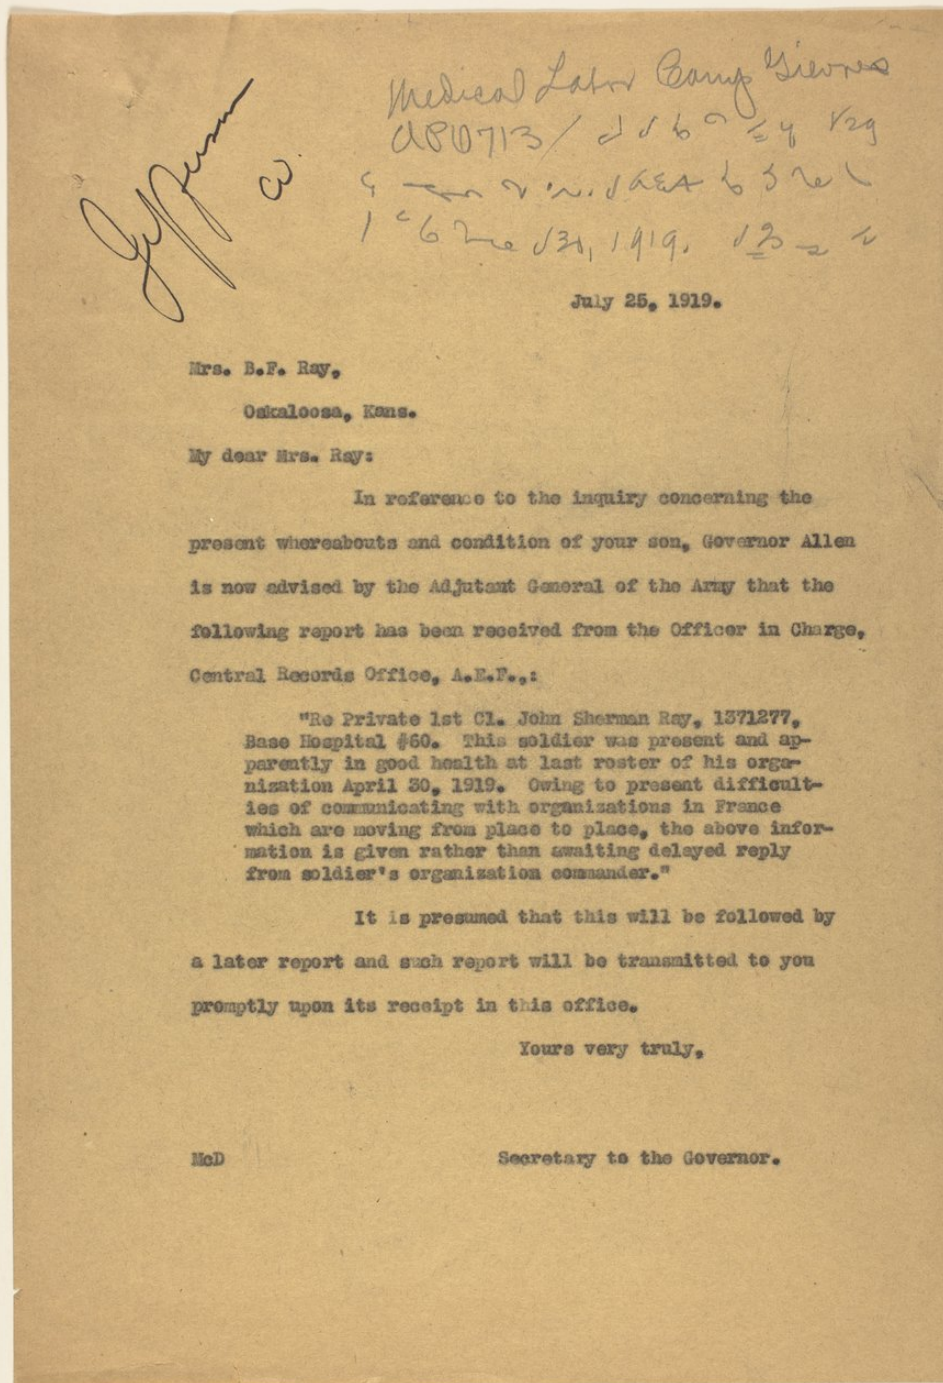 Jefferson
Co.
Medical Labor Camp Gievres
APO 713
1919.
July 25, 1919.
Mrs. B.F. Ray,
Oskaloosa, Kans.
My dear Mrs. Ray:
In reference to the inquiry concerning the
present whereabouts and condition of your son, Governor Allen
is now advised by the Adjutant General of the Army that the
following report has been received from the Officer in Charge,
Central Records Office, A.E.F.,:
"Re Private 1st Cl. John Sherman Ray, 1371277,
Base Hospital #60. This soldier was present and ap-
parently in good health at last roster of his orga-
nization April 30, 1919. Owing to present difficult-
ies of communicating with organizations in France
which are moving from place to place, the above infor-
mation is given rather than awaiting delayed reply
from soldier's organization commander."
It is presumed that this will be followed by
a later report and such report will be transmitted to you
promptly upon its receipt in this office.
Yours very truly,
McD Secretary to the Governor.